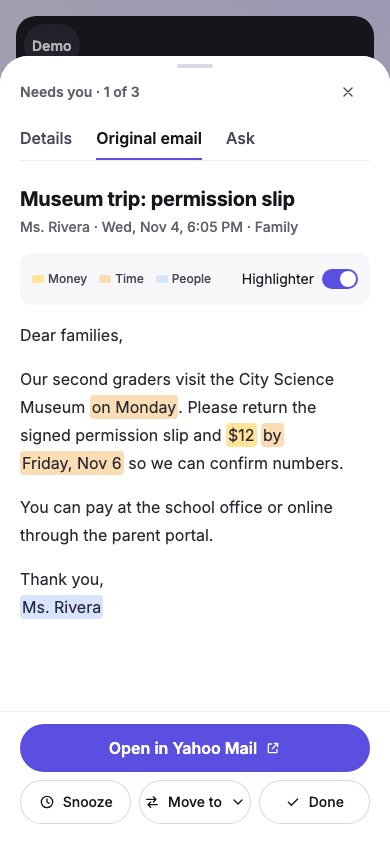 Demo
Needs you · 1 of 3
Details Original email Ask
Museum trip: permission slip
Ms. Rivera · Wed, Nov 4, 6:05 PM · Family
Money Time People Highlighter
Dear families,
Our second graders visit the City Science
Museum on Monday. Please return the
signed permission slip and $12 by
Friday, Nov 6 so we can confirm numbers.
You can pay at the school office or online
through the parent portal.
Thank you,
Ms. Rivera
Open in Yahoo Mail
Snooze Move to Done